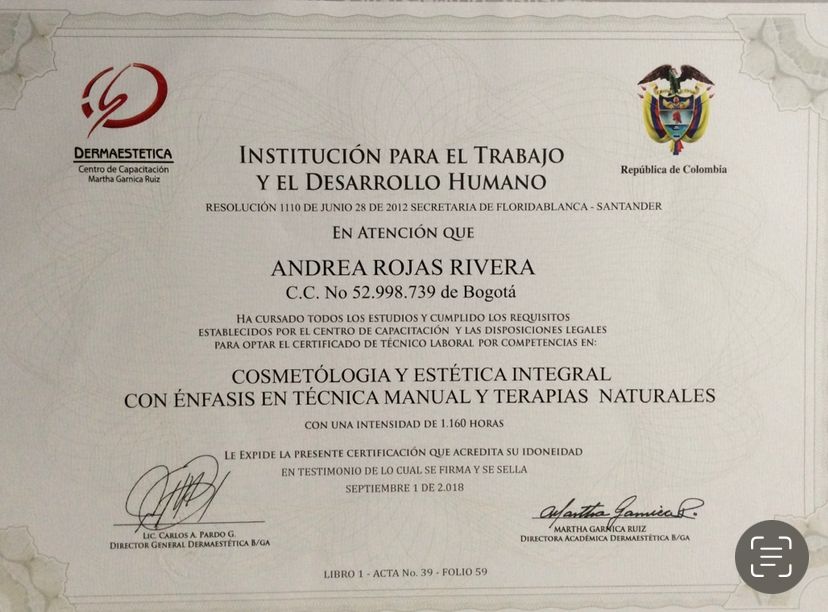 DERMAESTETICA
Centro de Capacitación
Martha Garnica Ruiz
República de Colombia
INSTITUCIÓN PARA EL TRABAJO
Y EL DESARROLLO HUMANO
RESOLUCIÓN 1110 DE JUNIO 28 DE 2012 SECRETARIA DE FLORIDABLANCA - SANTANDER
EN ATENCIÓN QUE
ANDREA ROJAS RIVERA
C.C. No 52.998.739 de Bogotá
HA CURSADO TODOS LOS ESTUDIOS Y CUMPLIDO LOS REQUISITOS
ESTABLECIDOS POR EL CENTRO DE CAPACITACIÓN Y LAS DISPOSICIONES LEGALES
PARA OPTAR EL CERTIFICADO DE TÉCNICO LABORAL POR COMPETENCIAS EN:
COSMETÓLOGIA Y ESTÉTICA INTEGRAL
CON ÉNFASIS EN TÉCNICA MANUAL Y TERAPIAS NATURALES
CON UNA INTENSIDAD DE 1.160 HORAS
LE EXPIDE LA PRESENTE CERTIFICACIÓN QUE ACREDITA SU IDONEIDAD
EN TESTIMONIO DE LO CUAL SE FIRMA Y SE SELLA
SEPTIEMBRE 1 DE 2.018
LIC. CARLOS A. PARDO G.
DIRECTOR GENERAL DERMAESTÉTICA B/GA
Martha Garnica R.
MARTHA GARNICA RUIZ
DIRECTORA ACADÉMICA DERMAESTÉTICA B/GA
LIBRO 1 - ACTA No. 39 - FOLIO 59